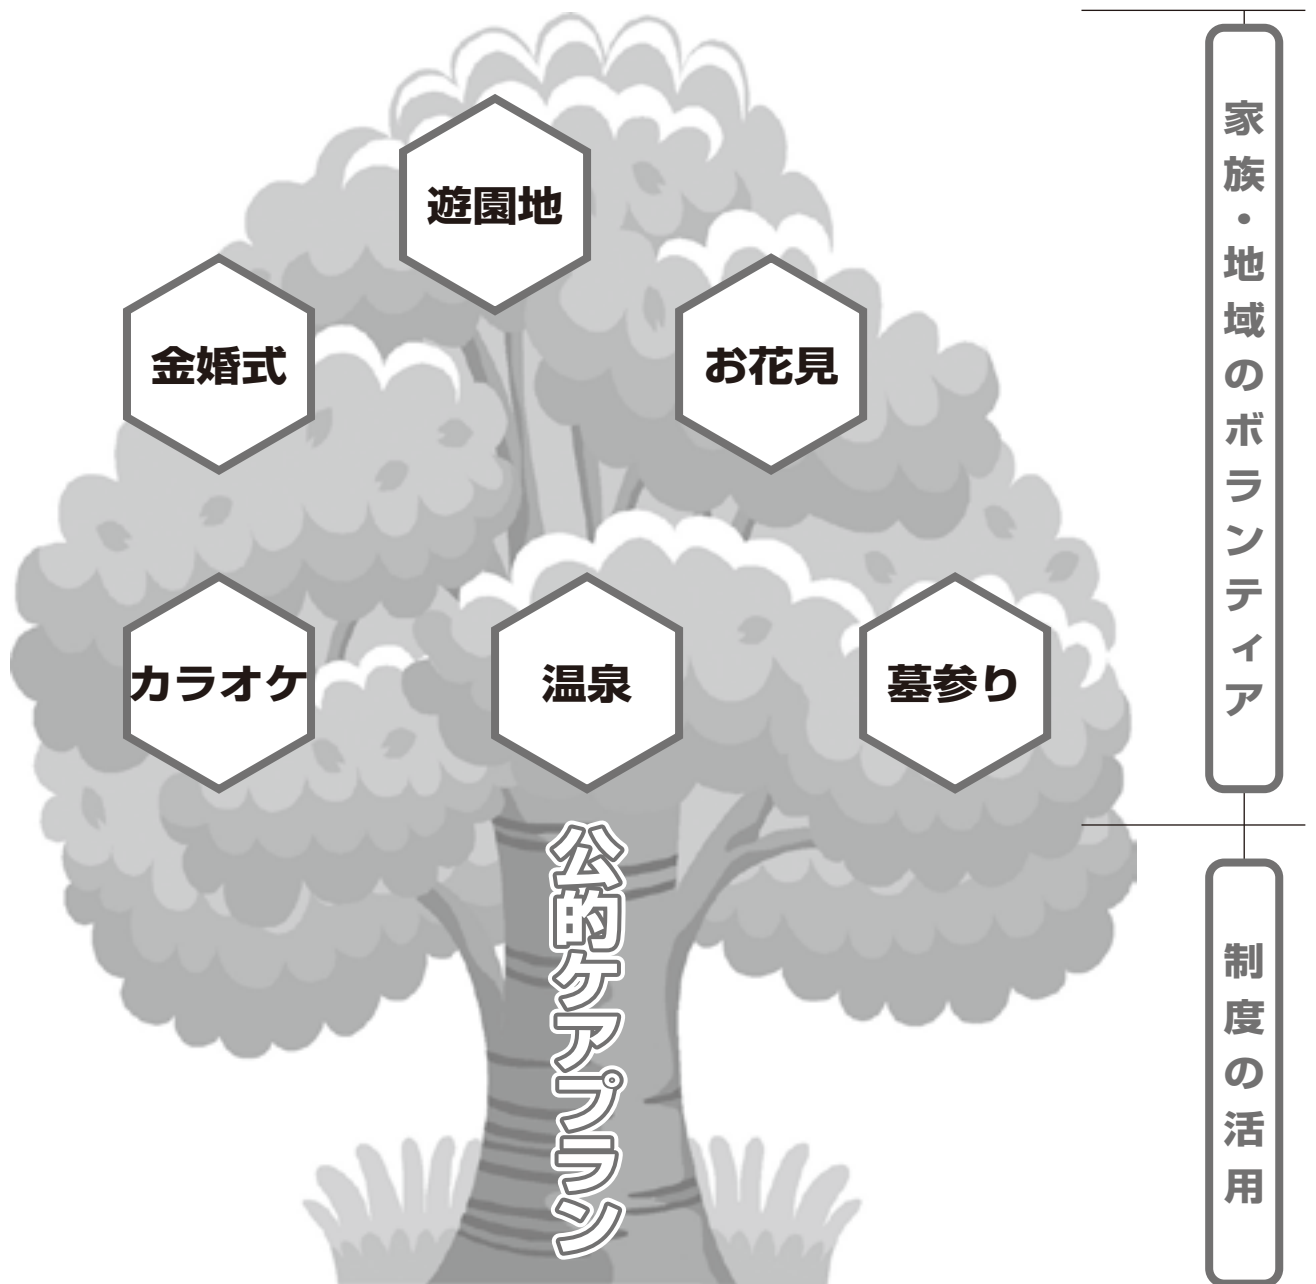 遊園地
金婚式
お花見
カラオケ
温泉
墓参り
公的ケアプラン
家族・地域のボランティア
制度の活用